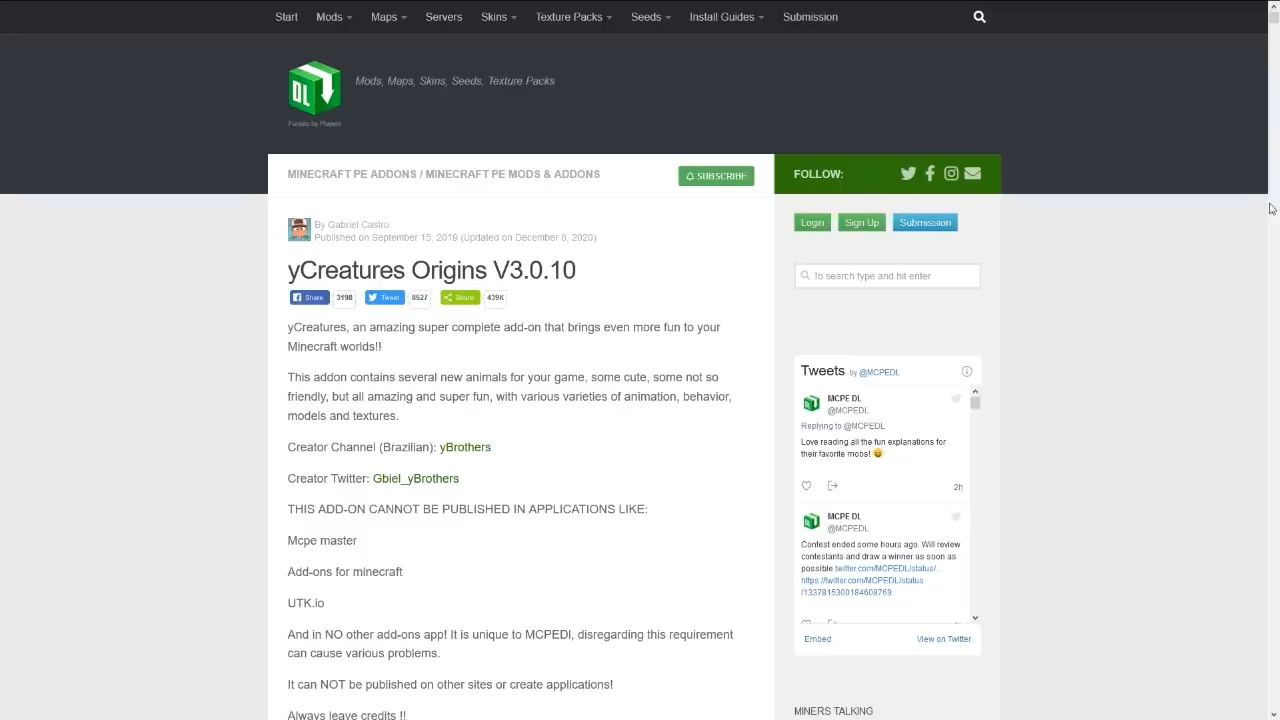 Start Mods Maps Servers Skins Texture Packs Seeds Install Guides Submission
DL
Mods, Maps, Skins, Seeds, Texture Packs
Fansite by Players
MINECRAFT PE ADDONS / MINECRAFT PE MODS & ADDONS
SUBSCRIBE
By Gabriel Castro
Published on September 15, 2019 (Updated on December 9, 2020)
yCreatures Origins V3.0.10
Share 3198 Tweet 8527 Share 439K
yCreatures, an amazing super complete add-on that brings even more fun to your
Minecraft worlds!!
This addon contains several new animals for your game, some cute, some not so
friendly, but all amazing and super fun, with various varieties of animation, behavior,
models and textures.
Creator Channel (Brazilian): yBrothers
Creator Twitter: Gbiel_yBrothers
THIS ADD-ON CANNOT BE PUBLISHED IN APPLICATIONS LIKE:
Mcpe master
Add-ons for minecraft
UTK.io
And in NO other add-ons app! It is unique to MCPEDl, disregarding this requirement
can cause various problems.
It can NOT be published on other sites or create applications!
Always leave credits !!
FOLLOW:
Login Sign Up Submission
To search type and hit enter
Tweets by @MCPEDL
MCPE DL
@MCPEDL
Replying to @MCPEDL
Love reading all the fun explanations for
their favorite mobs! 😄
2h
MCPE DL
@MCPEDL
Contest ended some hours ago. Will review
contestants and draw a winner as soon as
possible twitter.com/MCPEDL/status/...
https://twitter.com/MCPEDL/status
/1337815300184608769
Embed View on Twitter
MINERS TALKING